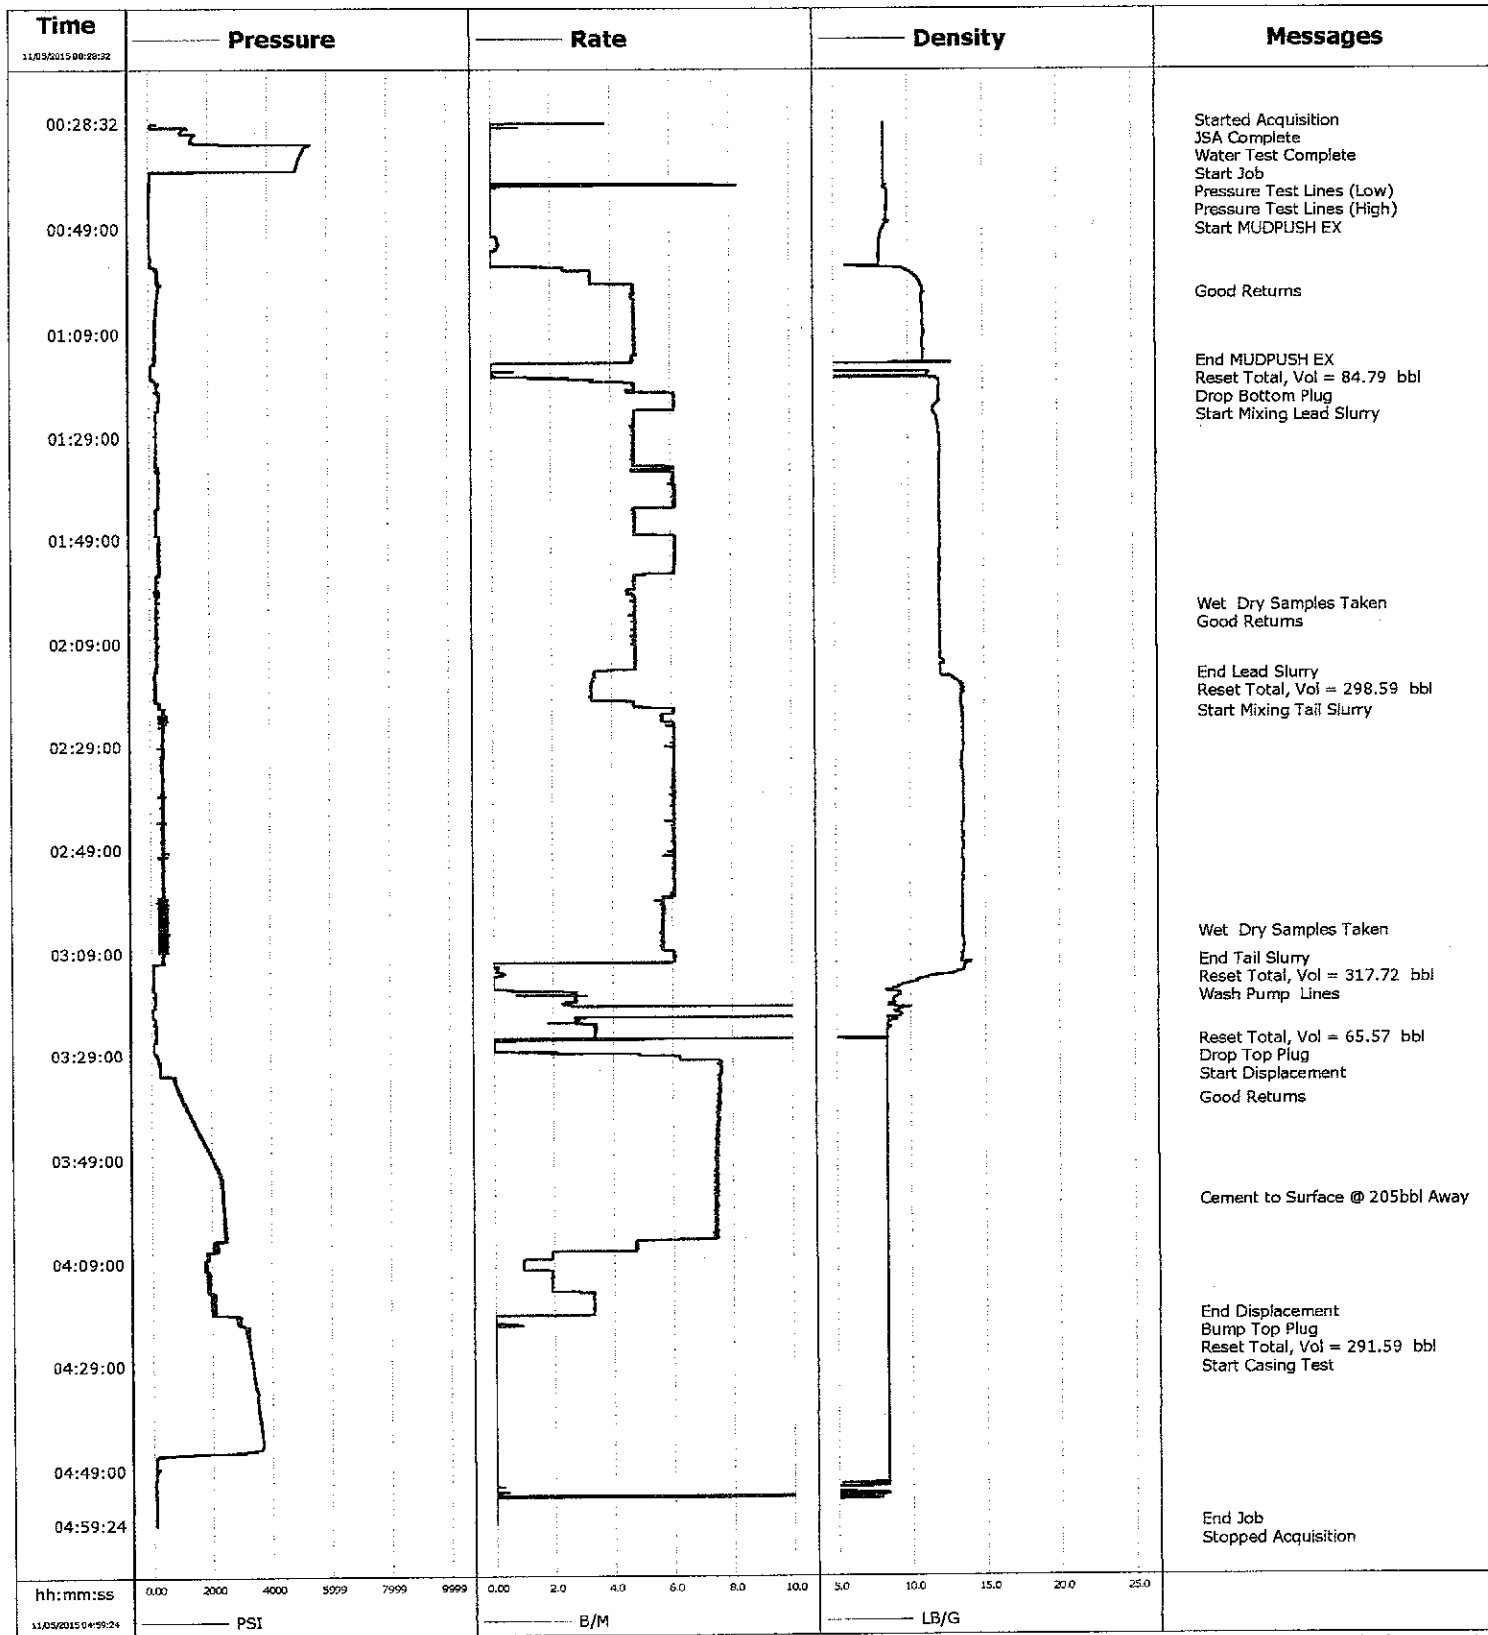 Time
11/05/2015 00:28:32
Pressure
Rate
Density
Messages
00:28:32
00:49:00
01:09:00
01:29:00
01:49:00
02:09:00
02:29:00
02:49:00
03:09:00
03:29:00
03:49:00
04:09:00
04:29:00
04:49:00
04:59:24
Started Acquisition
JSA Complete
Water Test Complete
Start Job
Pressure Test Lines (Low)
Pressure Test Lines (High)
Start MUDPUSH EX
Good Returns
End MUDPUSH EX
Reset Total, Vol = 84.79 bbl
Drop Bottom Plug
Start Mixing Lead Slurry
Wet Dry Samples Taken
Good Returns
End Lead Slurry
Reset Total, Vol = 298.59 bbl
Start Mixing Tail Slurry
Wet Dry Samples Taken
End Tail Slurry
Reset Total, Vol = 317.72 bbl
Wash Pump Lines
Reset Total, Vol = 65.57 bbl
Drop Top Plug
Start Displacement
Good Returns
Cement to Surface @ 205bbl Away
End Displacement
Bump Top Plug
Reset Total, Vol = 291.59 bbl
Start Casing Test
End Job
Stopped Acquisition
hh:mm:ss
11/05/2015 04:59:24
0.00 2000 4000 5999 7999 9999
PSI
0.00 2.0 4.0 6.0 8.0 10.0
B/M
5.0 10.0 15.0 20.0 25.0
LB/G